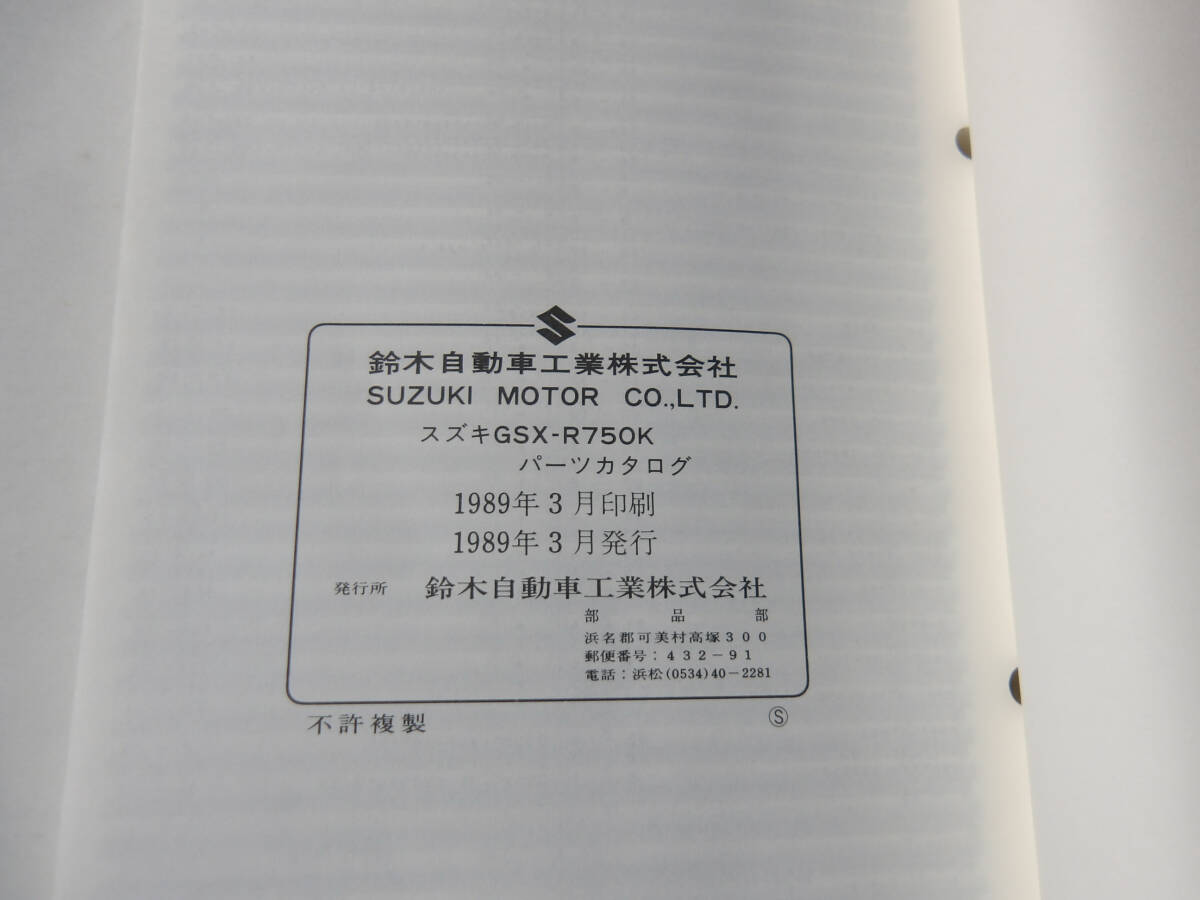 鈴木自動車工業株式会社
SUZUKI MOTOR CO.,LTD.
スズキGSX-R750K
パーツカタログ
1989年3月印刷
1989年3月発行
発行所 鈴木自動車工業株式会社
部品部
浜名郡可美村高塚300
郵便番号:432-91
電話:浜松(0534)40-2281
不許複製 Ⓢ